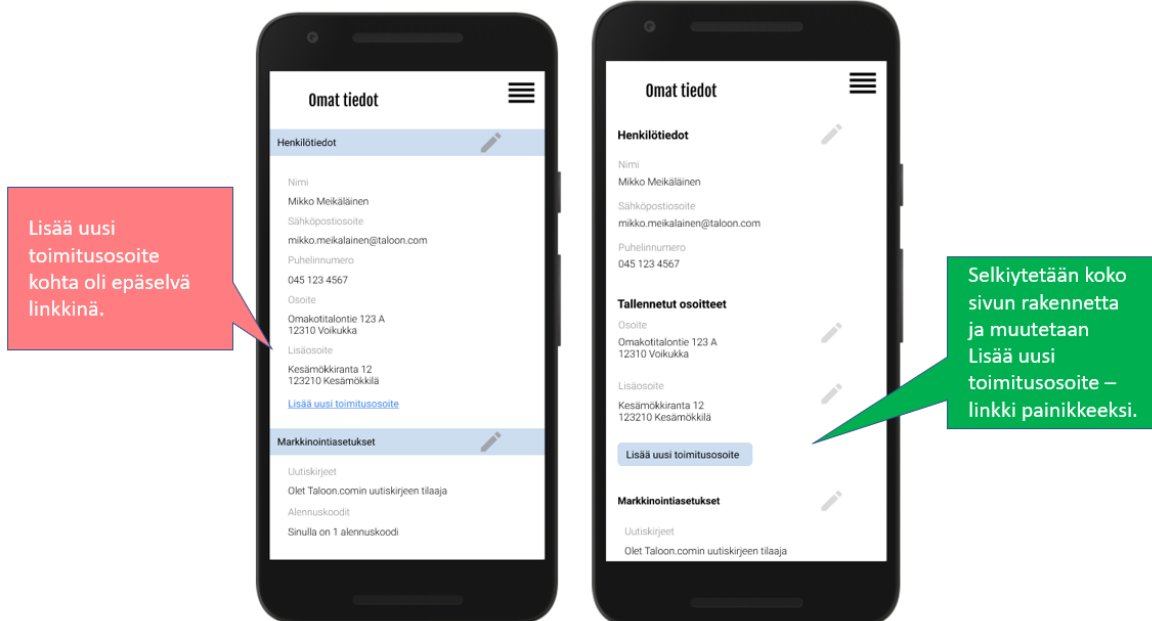 Lisää uusi
toimitusosoite
kohta oli epäselvä
linkkinä.
Omat tiedot
Henkilötiedot
Nimi
Mikko Meikäläinen
Sähköpostiosoite
mikko.meikalainen@taloon.com
Puhelinnumero
045 123 4567
Osoite
Omakotitalontie 123 A
12310 Voikukka
Lisäosoite
Kesämökkiranta 12
123210 Kesämökkilä
Lisää uusi toimitusosoite
Markkinointiasetukset
Uutiskirjeet
Olet Taloon.comin uutiskirjeen tilaaja
Alennuskoodit
Sinulla on 1 alennuskoodi
Omat tiedot
Henkilötiedot
Nimi
Mikko Meikäläinen
Sähköpostiosoite
mikko.meikalainen@taloon.com
Puhelinnumero
045 123 4567
Tallennetut osoitteet
Osoite
Omakotitalontie 123 A
12310 Voikukka
Lisäosoite
Kesämökkiranta 12
123210 Kesämökkilä
Lisää uusi toimitusosoite
Markkinointiasetukset
Uutiskirjeet
Olet Taloon.comin uutiskirjeen tilaaja
Selkiytetään koko
sivun rakennetta
ja muutetaan
Lisää uusi
toimitusosoite –
linkki painikkeeksi.